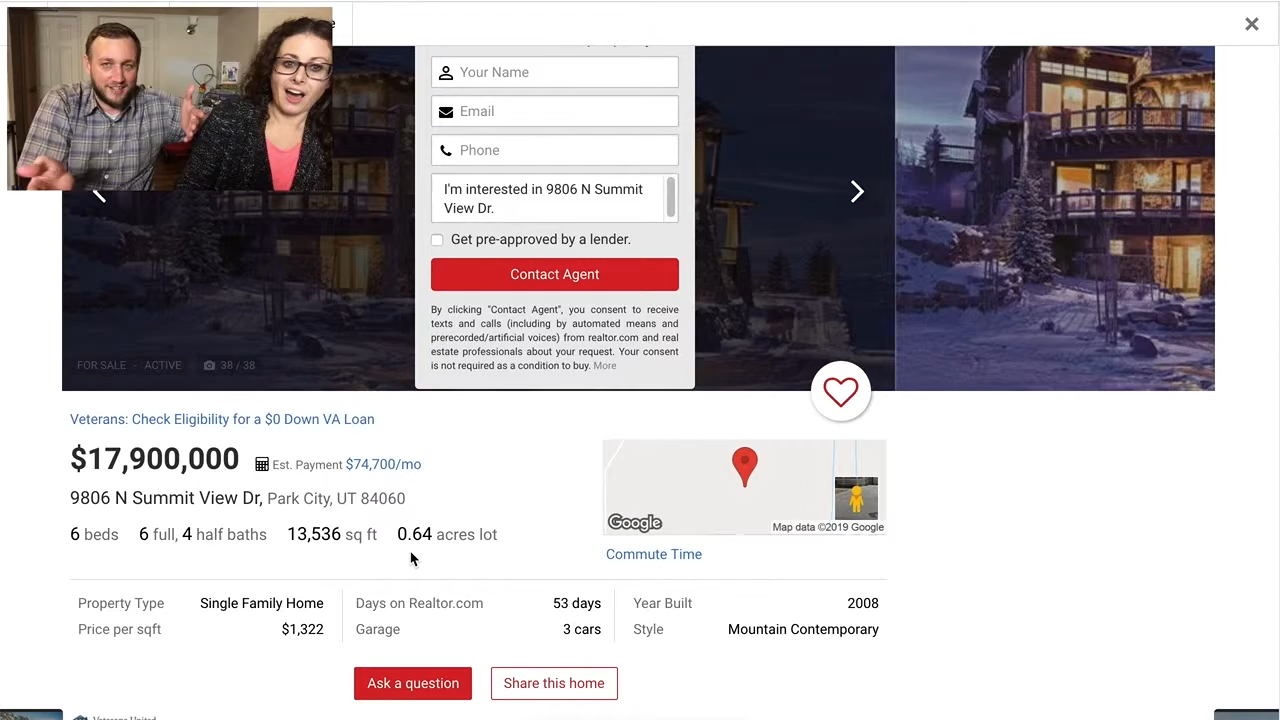 Your Name
Email
Phone
I'm interested in 9806 N Summit
View Dr.
Get pre-approved by a lender.
Contact Agent
By clicking "Contact Agent", you consent to receive
texts and calls (including by automated means and
prerecorded/artificial voices) from realtor.com and real
estate professionals about your request. Your consent
is not required as a condition to buy. More
FOR SALE - ACTIVE 38 / 38
Veterans: Check Eligibility for a $0 Down VA Loan
$17,900,000 Est. Payment $74,700/mo
9806 N Summit View Dr, Park City, UT 84060
6 beds 6 full, 4 half baths 13,536 sq ft 0.64 acres lot
Google Map data ©2019 Google
Commute Time
Property Type Single Family Home Days on Realtor.com 53 days Year Built 2008
Price per sqft $1,322 Garage 3 cars Style Mountain Contemporary
Ask a question Share this home
Veterans United